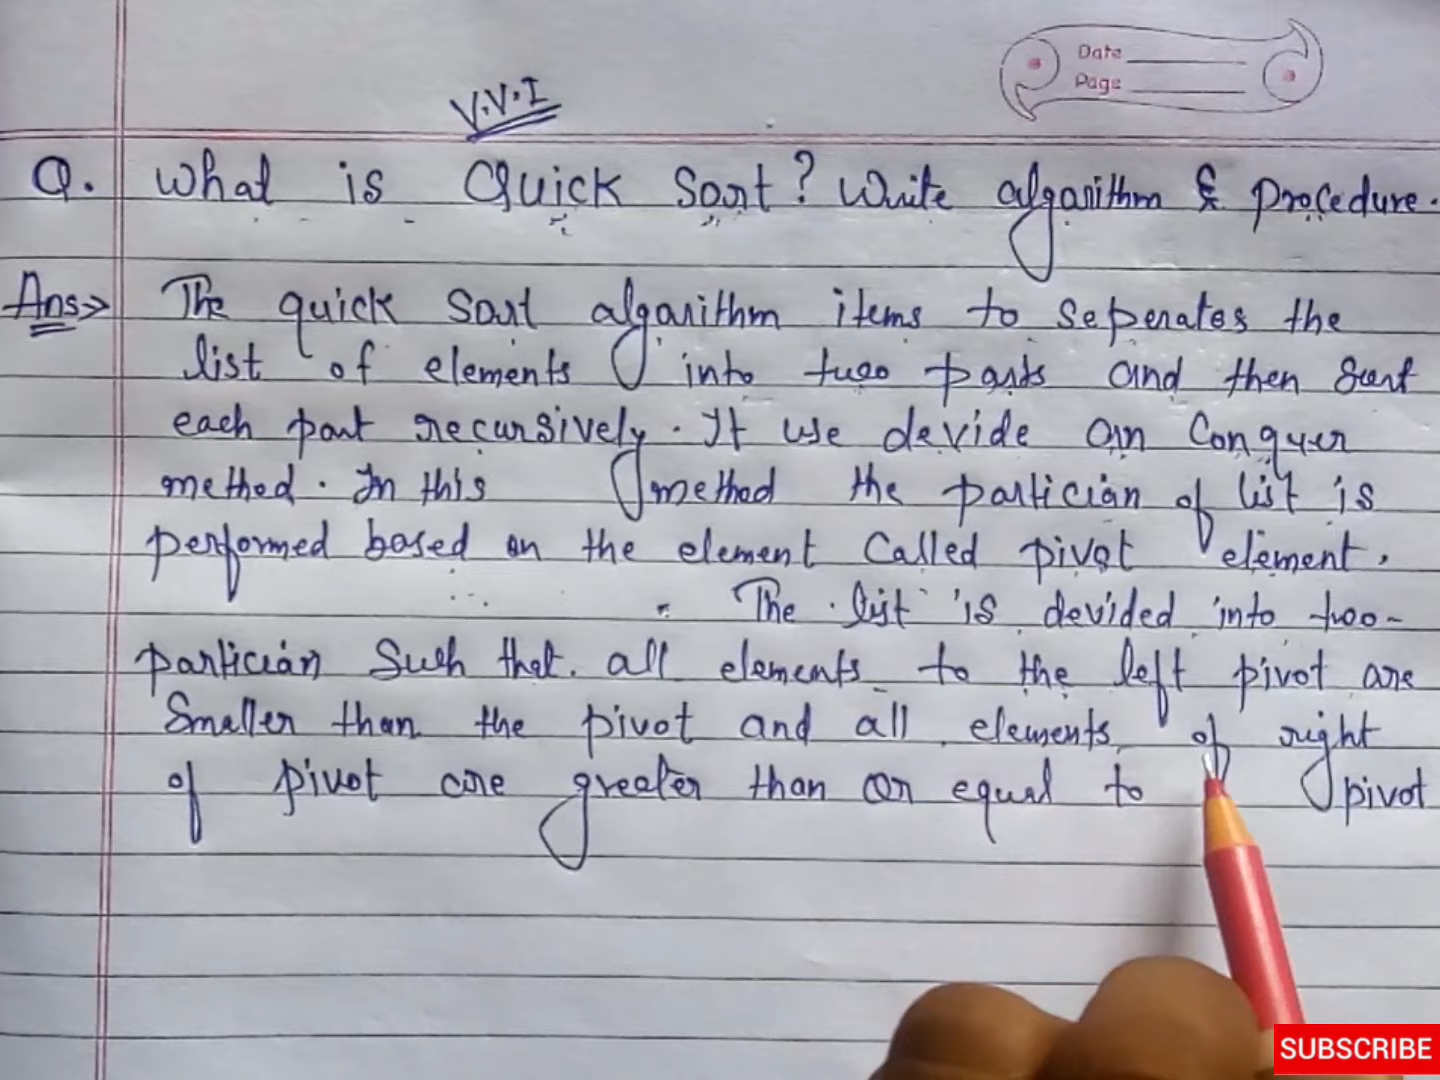 Date
Page
V.V.I
Q. What is Quick Sort? Write algorithm & Procedure.
Ans→ The quick Sort algorithm items to seperates the
list of elements into two parts and then Sort
each part recursively. It use devide an Conquer
method. In this method the partician of list is
performed based on the element Called pivot element.
The list is devided into two-
partician Such that all elements to the left pivot are
Smaller than the pivot and all elements of right
of pivot are greater than or equal to pivot
SUBSCRIBE